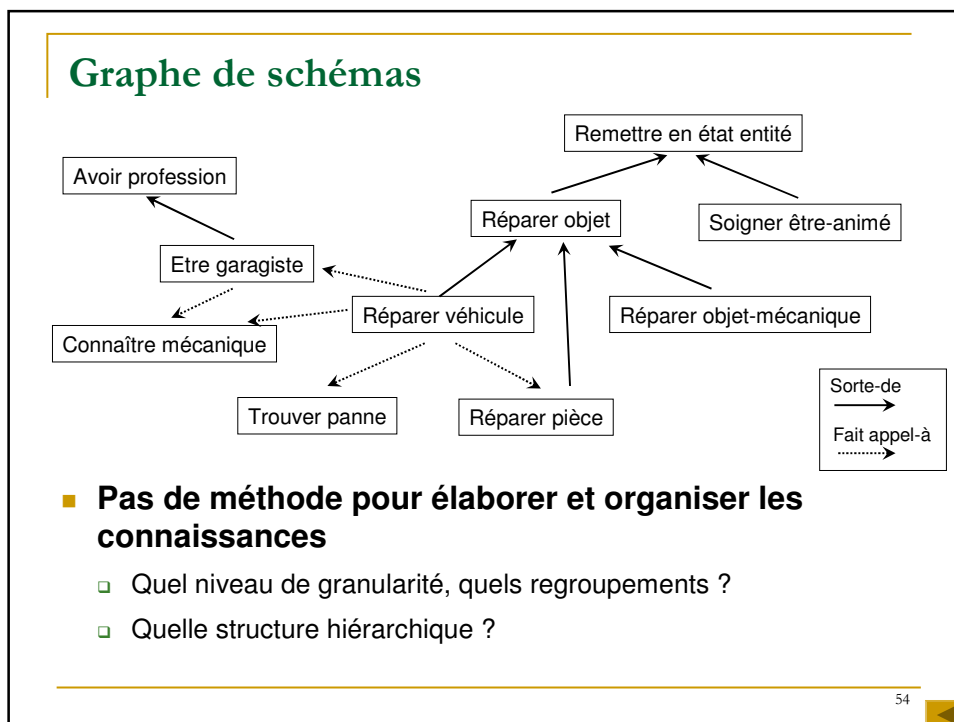 Graphe de schémas
Remettre en état entité
Avoir profession
Réparer objet
Soigner être-animé
Etre garagiste
Réparer véhicule
Réparer objet-mécanique
Connaître mécanique
Trouver panne
Réparer pièce
Sorte-de
Fait appel-à
Pas de méthode pour élaborer et organiser les
connaissances
Quel niveau de granularité, quels regroupements ?
Quelle structure hiérarchique ?
54